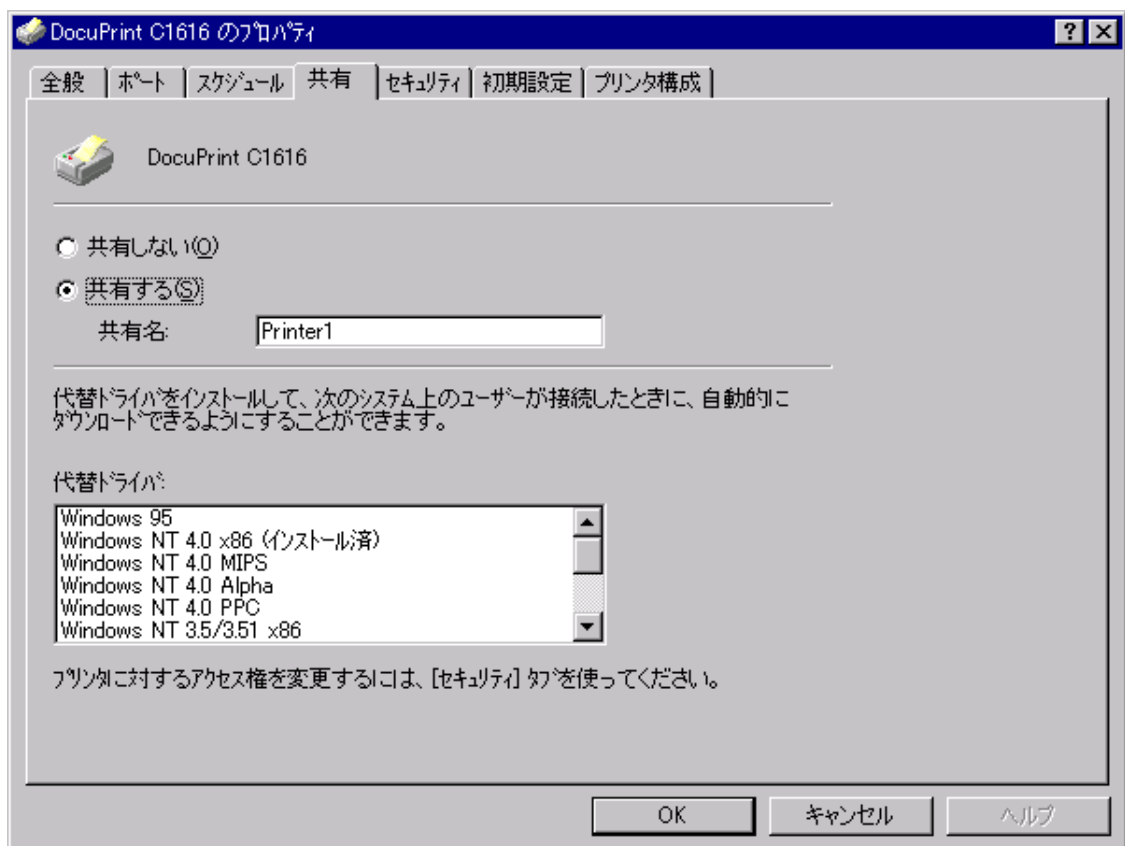 DocuPrint C1616 のプロパティ
全般 ポート スケジュール 共有 セキュリティ 初期設定 プリンタ構成
DocuPrint C1616
共有しない(O)
共有する(S)
共有名: Printer1
代替ドライバをインストールして、次のシステム上のユーザーが接続したときに、自動的に
ダウンロードできるようにすることができます。
代替ドライバ:
Windows 95
Windows NT 4.0 x86 (インストール済)
Windows NT 4.0 MIPS
Windows NT 4.0 Alpha
Windows NT 4.0 PPC
Windows NT 3.5/3.51 x86
プリンタに対するアクセス権を変更するには、[セキュリティ] タブを使ってください。
OK キャンセル ヘルプ